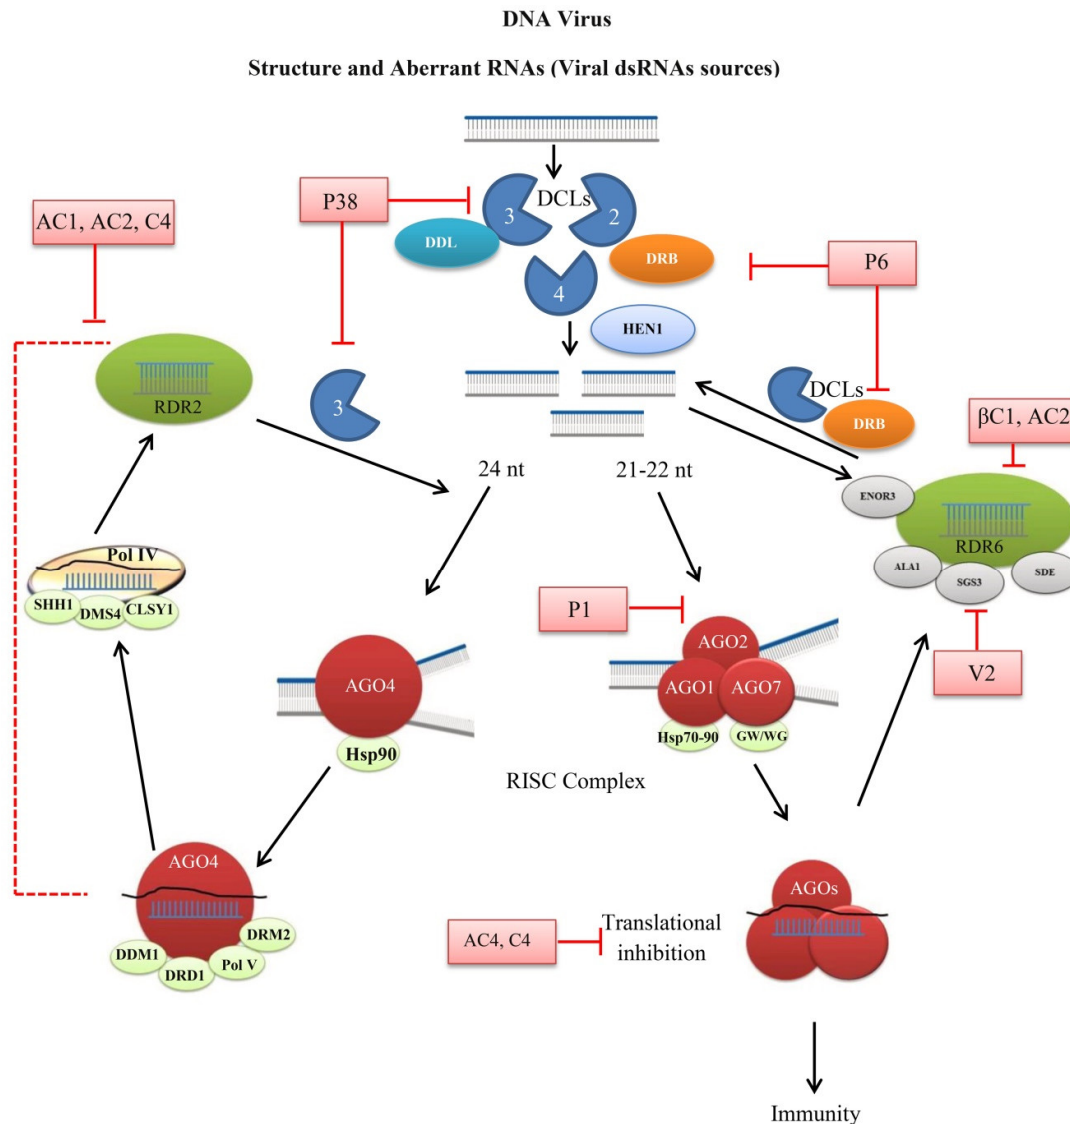 DNA Virus
Structure and Aberrant RNAs (Viral dsRNAs sources)
DCLs
3
2
4
P38
AC1, AC2, C4
DDL
DRB
P6
HEN1
RDR2
3
DCLs
DRB
βC1, AC2
24 nt
21-22 nt
ENOR3
RDR6
ALA1
SGS3
SDE
Pol IV
SHH1
DMS4
CLSY1
P1
AGO2
AGO4
AGO1
AGO7
V2
Hsp90
Hsp70-90
GW/WG
RISC Complex
AGO4
AGOs
DRM2
DDM1
Pol V
DRD1
AC4, C4
Translational
inhibition
Immunity